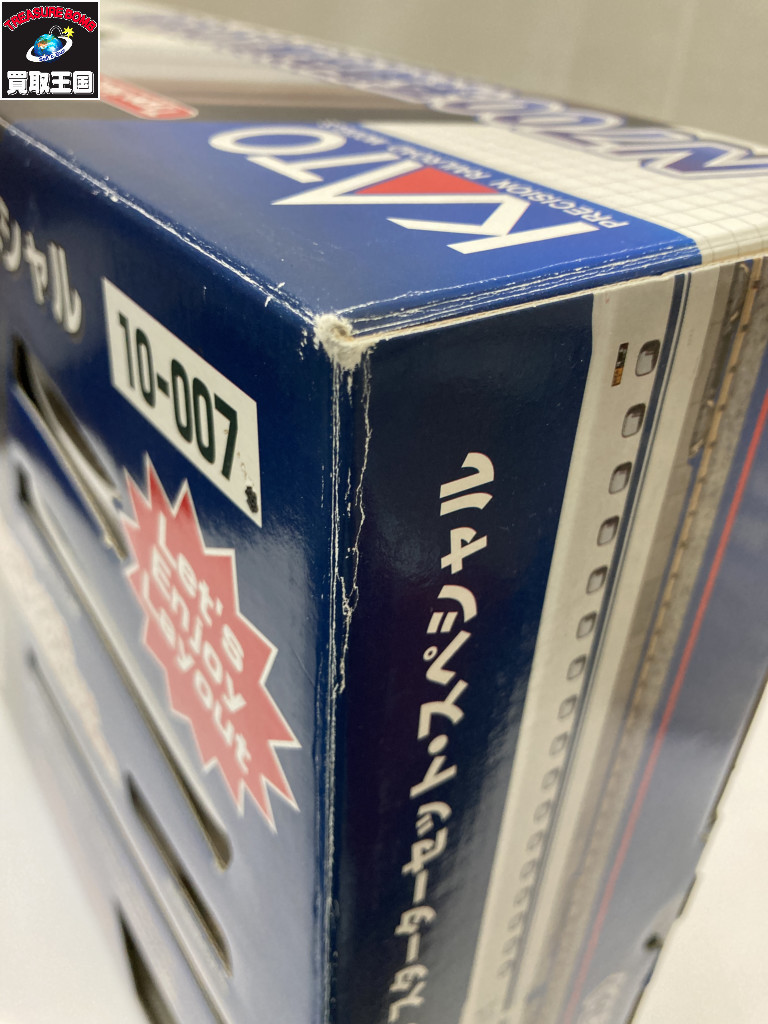 TREASURE ZONE
買取王国
KATO
PRECISION RAILROAD MODELS
シャル
10-007
Let's
Enjoy
Layout
スターターセット・スペシャル